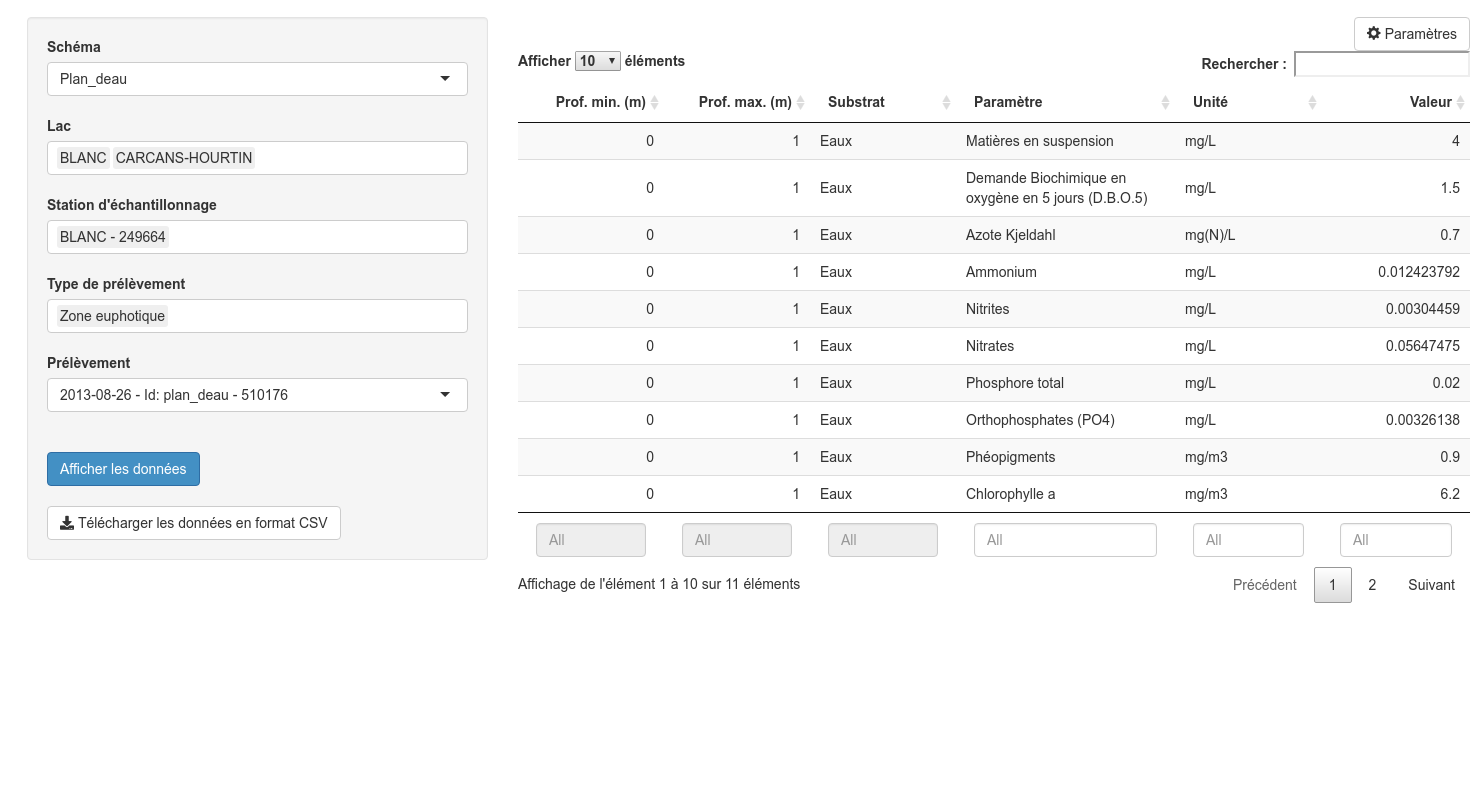 Schéma
Plan_deau
Lac
BLANC CARCANS-HOURTIN
Station d'échantillonnage
BLANC - 249664
Type de prélèvement
Zone euphotique
Prélèvement
2013-08-26 - Id: plan_deau - 510176
Afficher les données
Télécharger les données en format CSV
Paramètres
Afficher 10 éléments
Rechercher :
Prof. min. (m) Prof. max. (m) Substrat Paramètre Unité Valeur
0 1 Eaux Matières en suspension mg/L 4
0 1 Eaux Demande Biochimique en
oxygène en 5 jours (D.B.O.5) mg/L 1.5
0 1 Eaux Azote Kjeldahl mg(N)/L 0.7
0 1 Eaux Ammonium mg/L 0.012423792
0 1 Eaux Nitrites mg/L 0.00304459
0 1 Eaux Nitrates mg/L 0.05647475
0 1 Eaux Phosphore total mg/L 0.02
0 1 Eaux Orthophosphates (PO4) mg/L 0.00326138
0 1 Eaux Phéopigments mg/m3 0.9
0 1 Eaux Chlorophylle a mg/m3 6.2
All All All All All All
Affichage de l'élément 1 à 10 sur 11 éléments
Précédent 1 2 Suivant